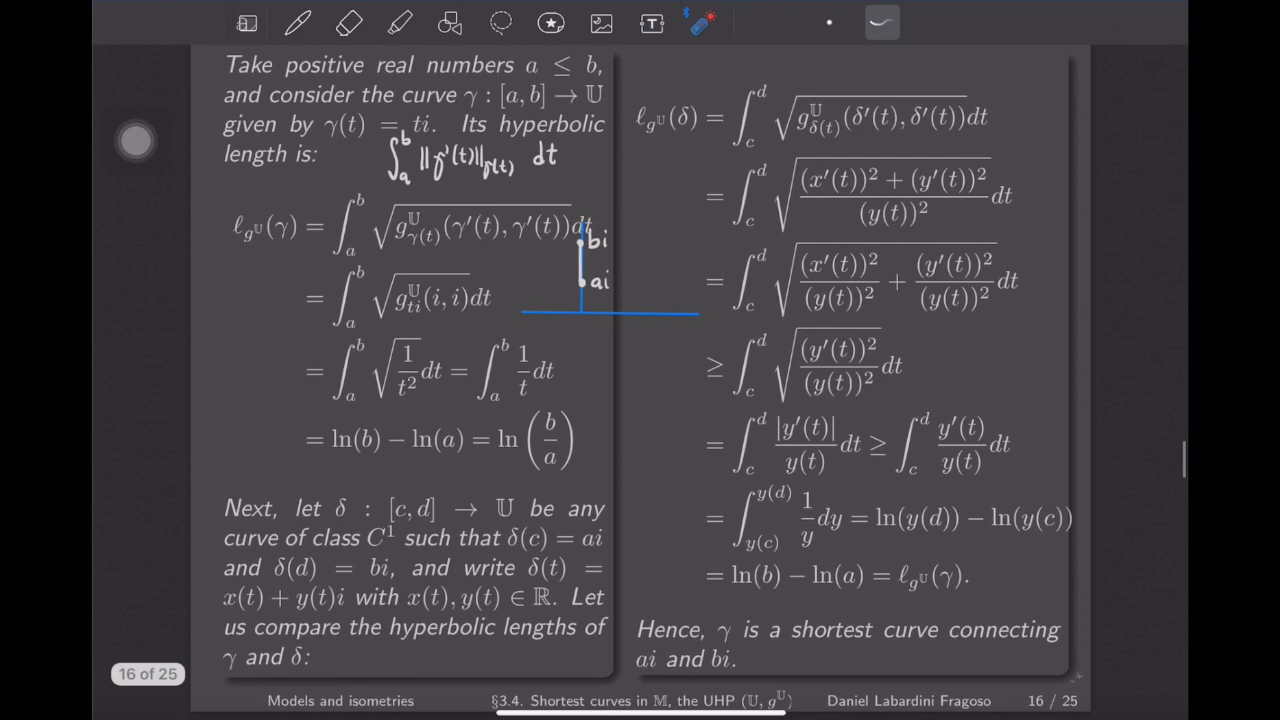 Take positive real numbers a ≤ b,
and consider the curve γ : [a, b] → 𝕌
given by γ(t) = ti. Its hyperbolic
length is:
∫_a^b ||γ'(t)||_γ(t) dt
ℓ_{g^𝕌}(γ) = ∫_a^b √(g^𝕌_{γ(t)}(γ′(t), γ′(t))) dt
bi
= ∫_a^b √(g^𝕌_{ti}(i, i)) dt
ai
= ∫_a^b √(1/t²) dt = ∫_a^b 1/t dt
= ln(b) − ln(a) = ln(b/a)
Next, let δ : [c, d] → 𝕌 be any
curve of class C¹ such that δ(c) = ai
and δ(d) = bi, and write δ(t) =
x(t) + y(t)i with x(t), y(t) ∈ ℝ. Let
us compare the hyperbolic lengths of
γ and δ:
ℓ_{g^𝕌}(δ) = ∫_c^d √(g^𝕌_{δ(t)}(δ′(t), δ′(t))) dt
= ∫_c^d √(((x′(t))² + (y′(t))²)/(y(t))²) dt
= ∫_c^d √((x′(t))²/(y(t))² + (y′(t))²/(y(t))²) dt
≥ ∫_c^d √((y′(t))²/(y(t))²) dt
= ∫_c^d |y′(t)|/y(t) dt ≥ ∫_c^d y′(t)/y(t) dt
= ∫_{y(c)}^{y(d)} 1/y dy = ln(y(d)) − ln(y(c))
= ln(b) − ln(a) = ℓ_{g^𝕌}(γ).
Hence, γ is a shortest curve connecting
ai and bi.
16 of 25
Models and isometries §3.4. Shortest curves in 𝕄, the UHP (𝕌, g^𝕌) Daniel Labardini Fragoso 16 / 25